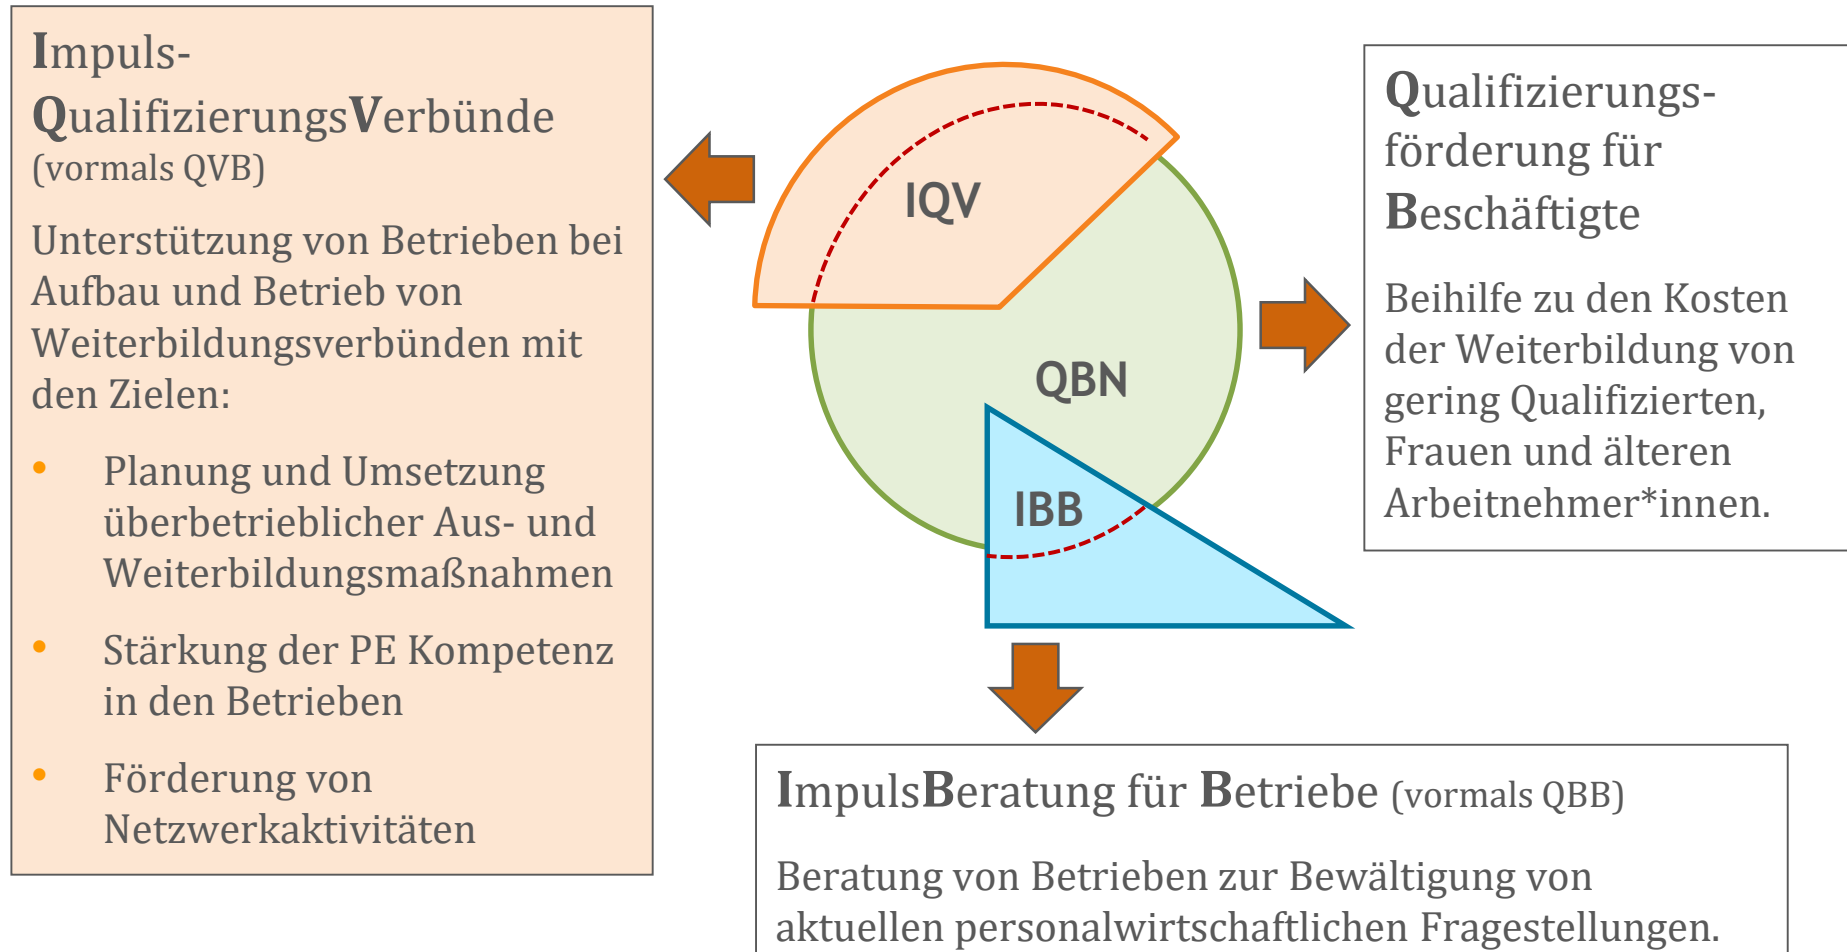 Impuls-
QualifizierungsVerbünde
(vormals QVB)
Unterstützung von Betrieben bei
Aufbau und Betrieb von
Weiterbildungsverbünden mit
den Zielen:
• Planung und Umsetzung
überbetrieblicher Aus- und
Weiterbildungsmaßnahmen
• Stärkung der PE Kompetenz
in den Betrieben
• Förderung von
Netzwerkaktivitäten
IQV
QBN
IBB
Qualifizierungs-
förderung für
Beschäftigte
Beihilfe zu den Kosten
der Weiterbildung von
gering Qualifizierten,
Frauen und älteren
Arbeitnehmer*innen.
ImpulsBeratung für Betriebe (vormals QBB)
Beratung von Betrieben zur Bewältigung von
aktuellen personalwirtschaftlichen Fragestellungen.